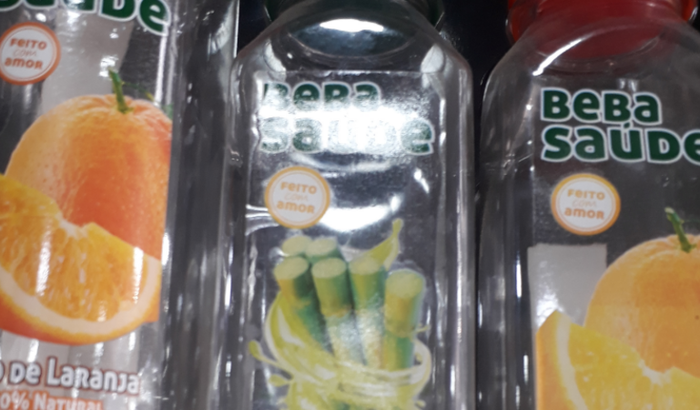 SAÚDE
FEITO
com
AMOR
DE LARANJA
0% NATURAL
BEBA
SAÚDE
FEITO
com
AMOR
BEBA
SAÚDE
FEITO
com
AMOR